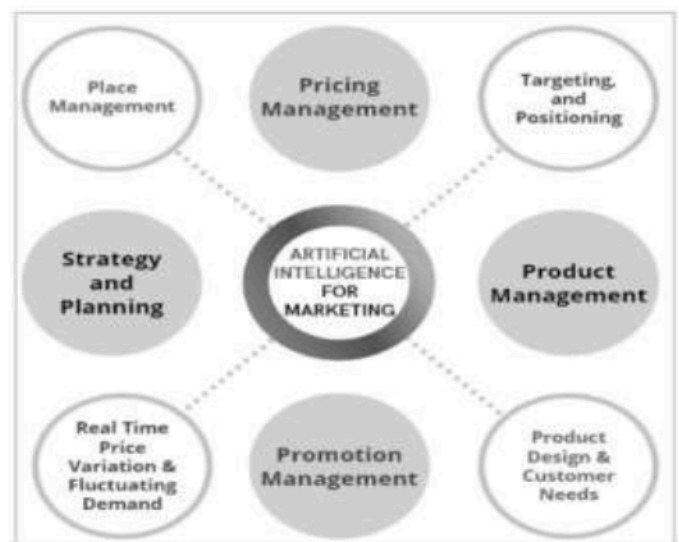 Place
Management
Pricing
Management
Targeting,
and
Positioning
Strategy
and
Planning
ARTIFICIAL
INTELLIGENCE
FOR
MARKETING
Product
Management
Real Time
Price
Variation &
Fluctuating
Demand
Promotion
Management
Product
Design &
Customer
Needs